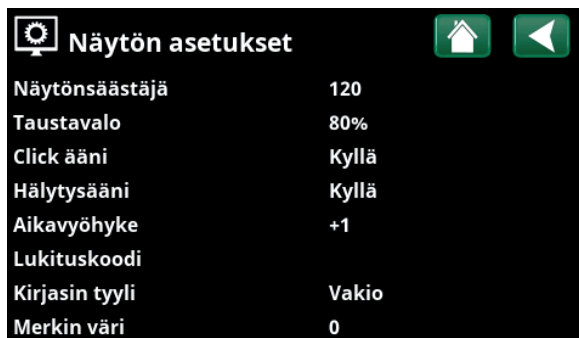 Näytön asetukset
Näytönsäästäjä 120
Taustavalo 80%
Click ääni Kyllä
Hälytysääni Kyllä
Aikavyöhyke +1
Lukituskoodi
Kirjasin tyyli Vakio
Merkin väri 0